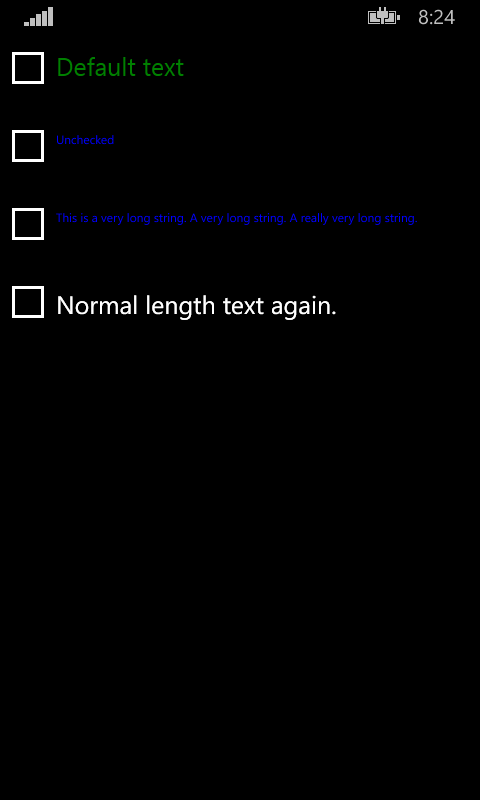 8:24
Default text
Unchecked
This is a very long string. A very long string. A really very long string.
Normal length text again.